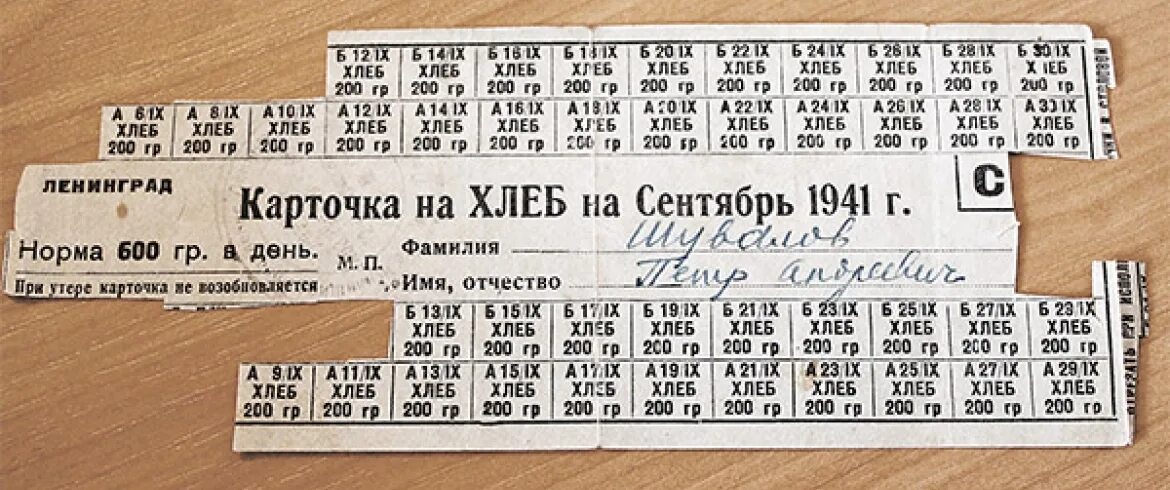 Б 12 IX Б 14 IX Б 16 IX Б 18 IX Б 20 IX Б 22 IX Б 24 IX Б 26 IX Б 28 IX Б 30 IX
ХЛЕБ ХЛЕБ ХЛЕБ ХЛЕБ ХЛЕБ ХЛЕБ ХЛЕБ ХЛЕБ ХЛЕБ ХЛЕБ
200 гр 200 гр 200 гр 200 гр 200 гр 200 гр 200 гр 200 гр 200 гр 200 гр
А 6 IX А 8 IX А 10 IX А 12 IX А 14 IX А 16 IX А 18 IX А 20 IX А 22 IX А 24 IX А 26 IX А 28 IX А 30 IX
ХЛЕБ ХЛЕБ ХЛЕБ ХЛЕБ ХЛЕБ ХЛЕБ ХЛЕБ ХЛЕБ ХЛЕБ ХЛЕБ ХЛЕБ ХЛЕБ ХЛЕБ
200 гр 200 гр 200 гр 200 гр 200 гр 200 гр 200 гр 200 гр 200 гр 200 гр 200 гр 200 гр 200 гр
ЛЕНИНГРАД
Карточка на ХЛЕБ на Сентябрь 1941 г.
С
Норма 600 гр. в день.
При утере карточка не возобновляется
М. П.
Фамилия Шувалов
Имя, отчество Петр Андреевич
Б 13 IX Б 15 IX Б 17 IX Б 19 IX Б 21 IX Б 23 IX Б 25 IX Б 27 IX Б 29 IX
ХЛЕБ ХЛЕБ ХЛЕБ ХЛЕБ ХЛЕБ ХЛЕБ ХЛЕБ ХЛЕБ ХЛЕБ
200 гр 200 гр 200 гр 200 гр 200 гр 200 гр 200 гр 200 гр 200 гр
А 9 IX А 11 IX А 13 IX А 15 IX А 17 IX А 19 IX А 21 IX А 23 IX А 25 IX А 27 IX А 29 IX
ХЛЕБ ХЛЕБ ХЛЕБ ХЛЕБ ХЛЕБ ХЛЕБ ХЛЕБ ХЛЕБ ХЛЕБ ХЛЕБ ХЛЕБ
200 гр 200 гр 200 гр 200 гр 200 гр 200 гр 200 гр 200 гр 200 гр 200 гр 200 гр